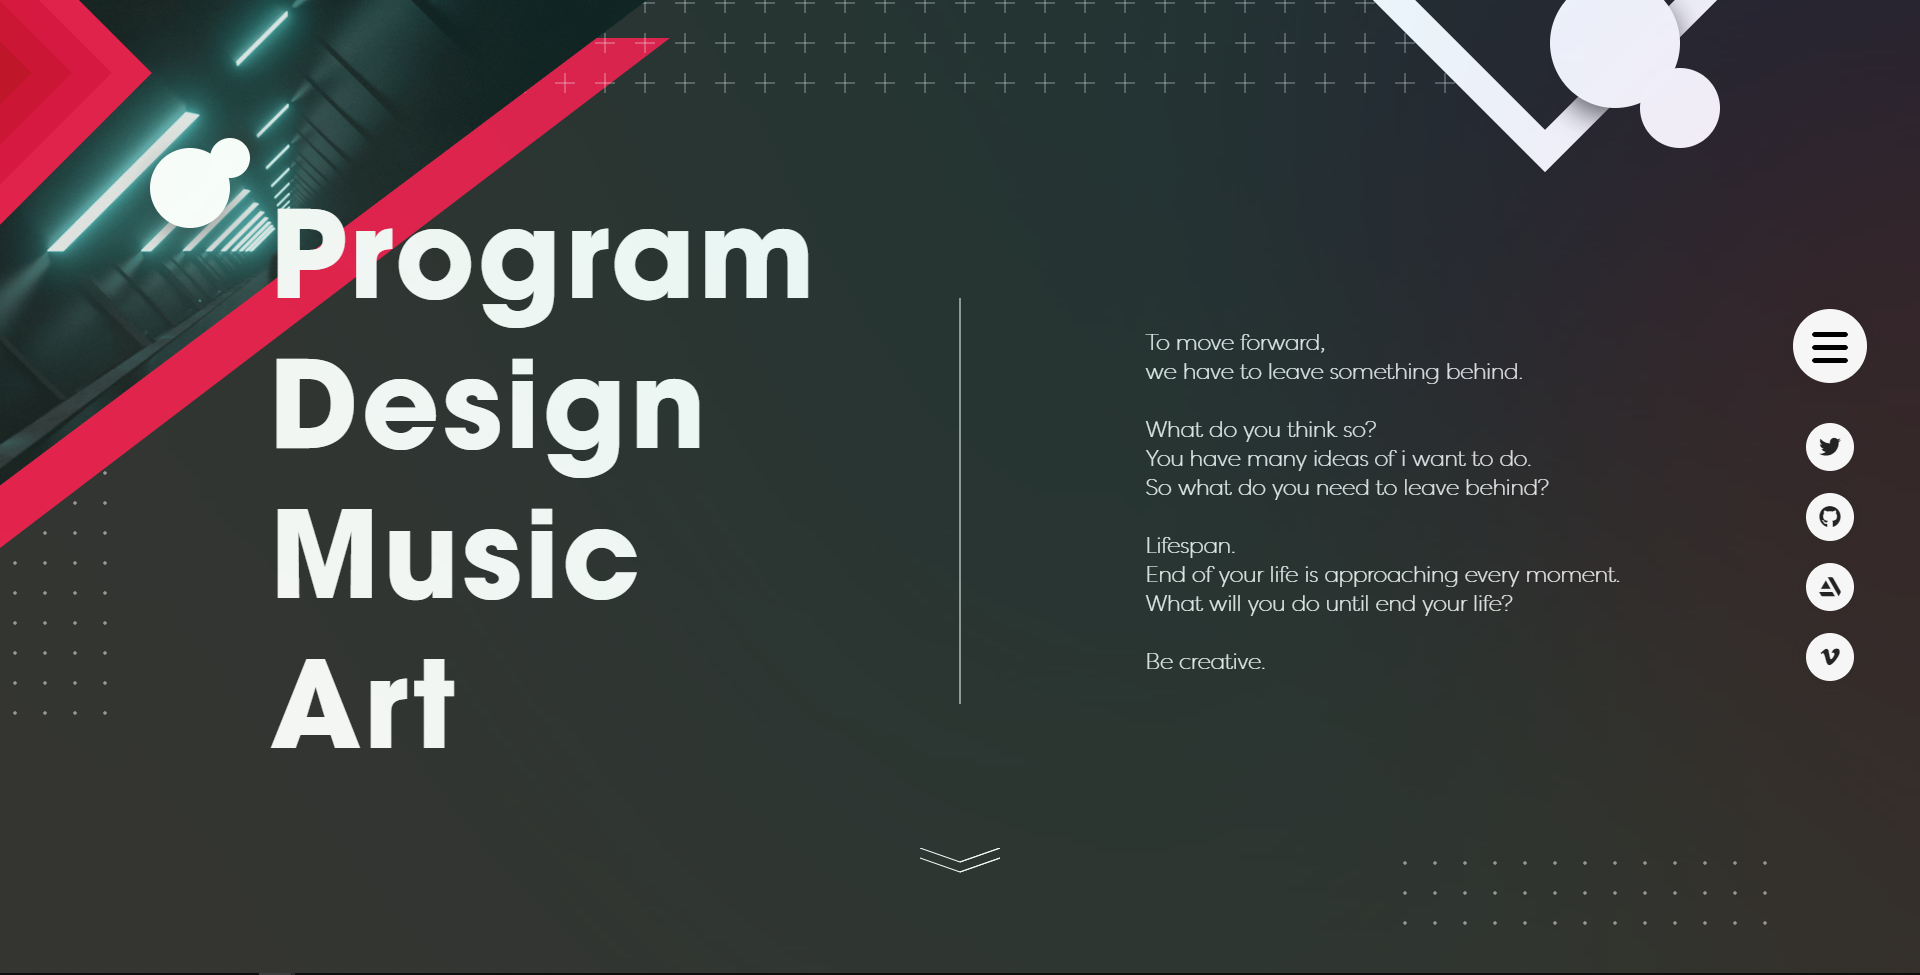 Program
Design
Music
Art
To move forward,
we have to leave something behind.
What do you think so?
You have many ideas of i want to do.
So what do you need to leave behind?
Lifespan.
End of your life is approaching every moment.
What will you do until end your life?
Be creative.